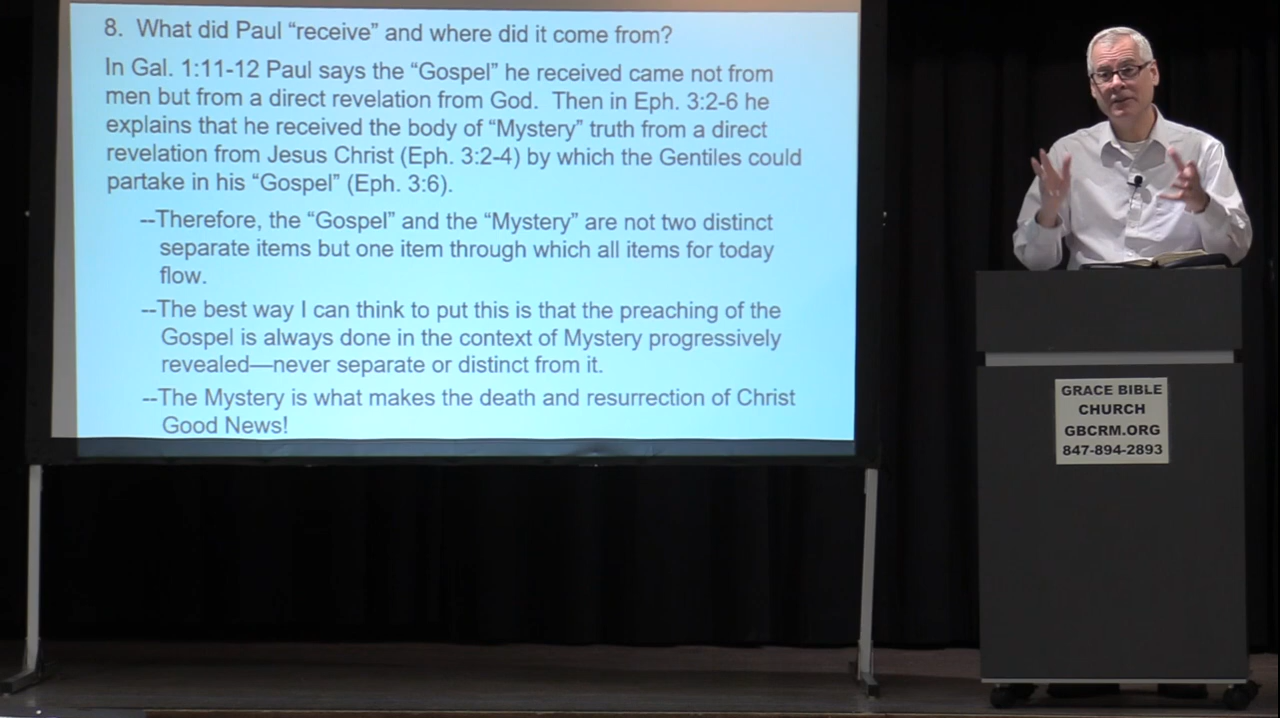 8. What did Paul “receive” and where did it come from?
In Gal. 1:11-12 Paul says the “Gospel” he received came not from
men but from a direct revelation from God. Then in Eph. 3:2-6 he
explains that he received the body of “Mystery” truth from a direct
revelation from Jesus Christ (Eph. 3:2-4) by which the Gentiles could
partake in his “Gospel” (Eph. 3:6).
--Therefore, the “Gospel” and the “Mystery” are not two distinct
separate items but one item through which all items for today
flow.
--The best way I can think to put this is that the preaching of the
Gospel is always done in the context of Mystery progressively
revealed—never separate or distinct from it.
--The Mystery is what makes the death and resurrection of Christ
Good News!
GRACE BIBLE
CHURCH
GBCRM.ORG
847-894-2893